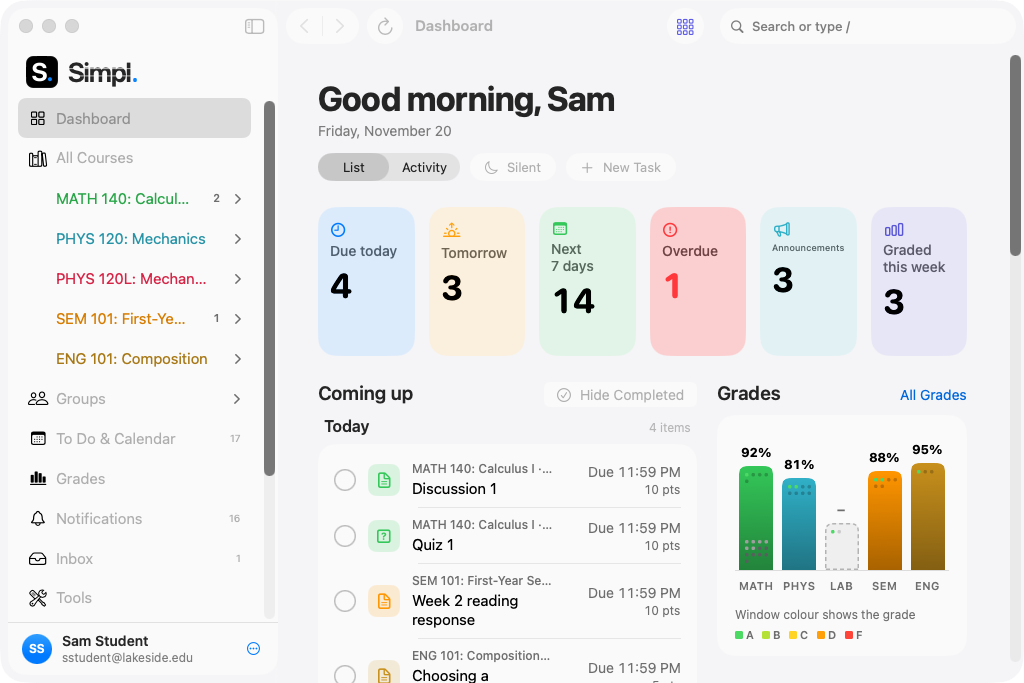 Dashboard
Search or type /
S.
Simpl.
Dashboard
All Courses
MATH 140: Calcul... 2
PHYS 120: Mechanics
PHYS 120L: Mechan...
SEM 101: First-Ye... 1
ENG 101: Composition
Groups
To Do & Calendar 17
Grades
Notifications 16
Inbox 1
Tools
SS
Sam Student
sstudent@lakeside.edu
Good morning, Sam
Friday, November 20
List Activity Silent + New Task
Due today
4
Tomorrow
3
Next
7 days
14
Overdue
1
Announcements
3
Graded
this week
3
Coming up
Hide Completed
Today
4 items
MATH 140: Calculus I ·...
Discussion 1
Due 11:59 PM
10 pts
MATH 140: Calculus I ·...
Quiz 1
Due 11:59 PM
10 pts
SEM 101: First-Year Se...
Week 2 reading
response
Due 11:59 PM
10 pts
ENG 101: Composition...
Choosing a
Due 11:59 PM
Grades
All Grades
92% 81% – 88% 95%
MATH PHYS LAB SEM ENG
Window colour shows the grade
A B C D F